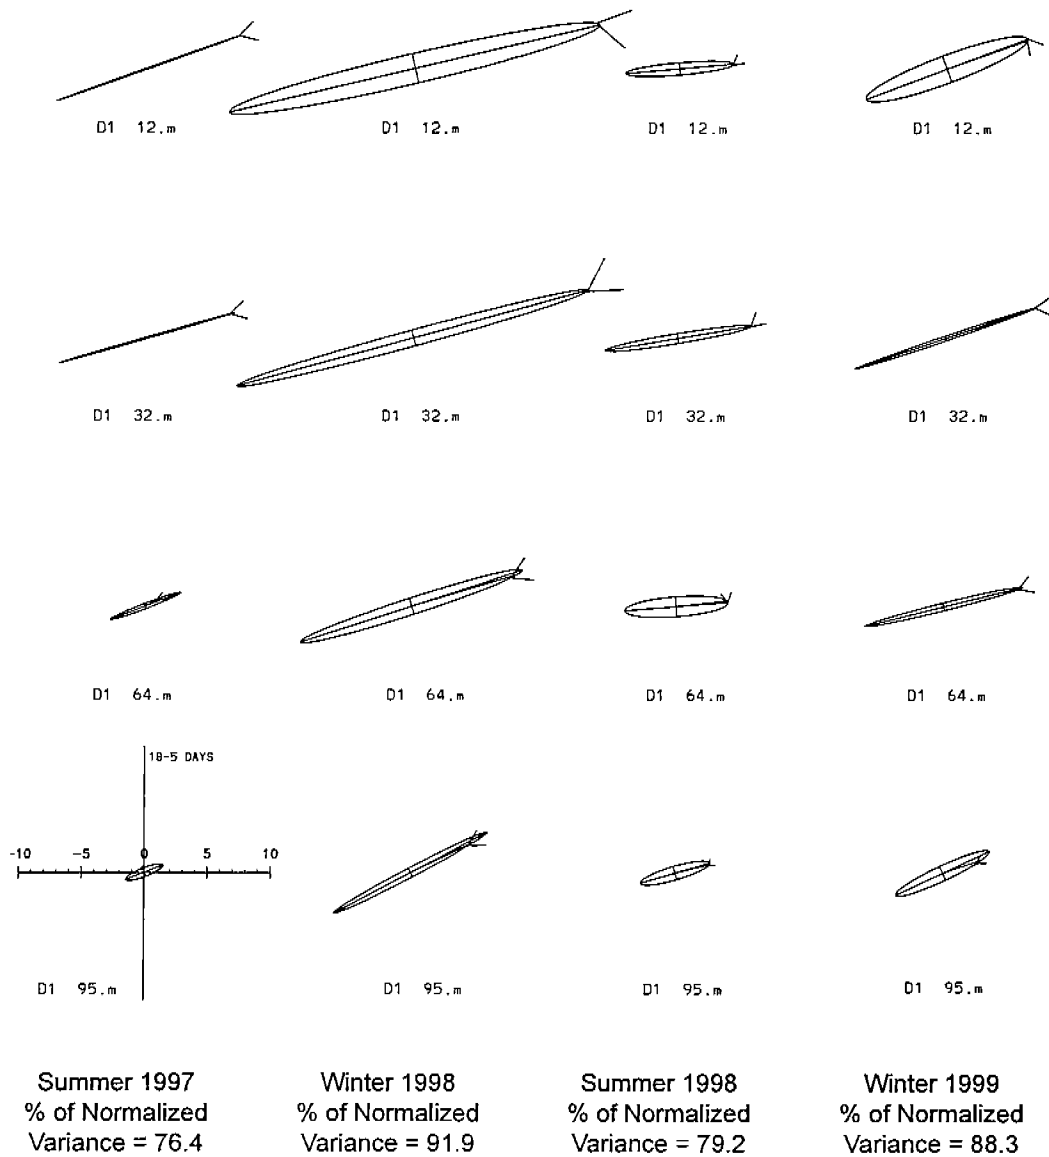 D1 12.m D1 12.m D1 12.m D1 12.m
D1 32.m D1 32.m D1 32.m D1 32.m
D1 64.m D1 64.m D1 64.m D1 64.m
10-5 DAYS
-10 -5 0 5 10
D1 95.m D1 95.m D1 95.m D1 95.m
Summer 1997 Winter 1998 Summer 1998 Winter 1999
% of Normalized % of Normalized % of Normalized % of Normalized
Variance = 76.4 Variance = 91.9 Variance = 79.2 Variance = 88.3